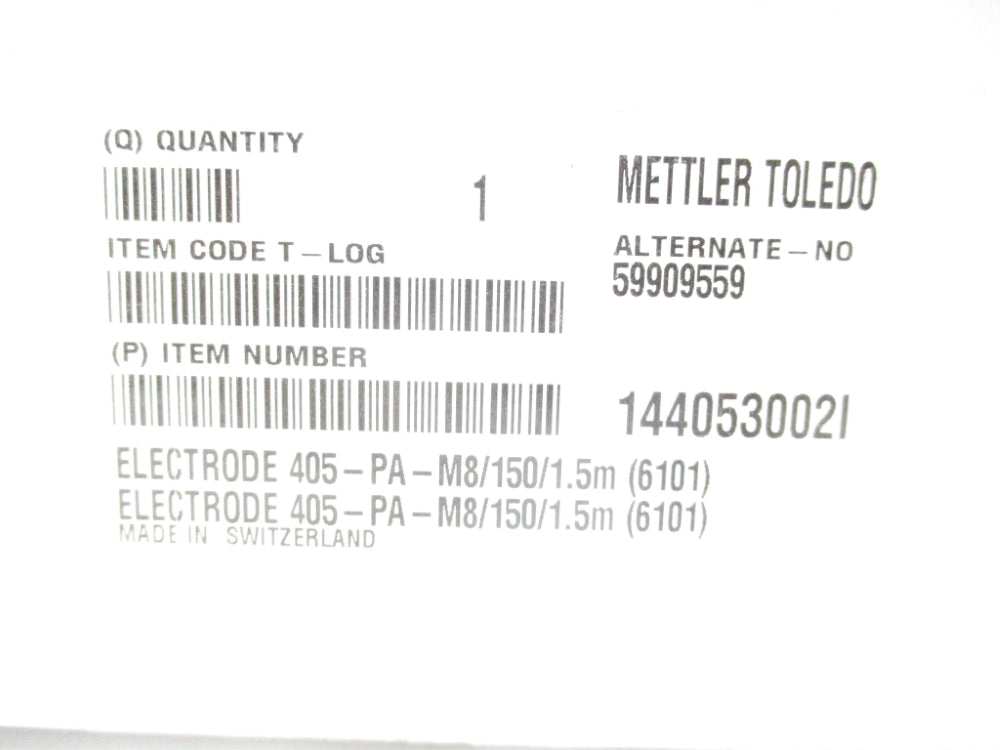 (Q) QUANTITY
1
METTLER TOLEDO
ITEM CODE T-LOG
ALTERNATE-NO
59909559
(P) ITEM NUMBER
144053002I
ELECTRODE 405-PA-M8/150/1.5m (6101)
ELECTRODE 405-PA-M8/150/1.5m (6101)
MADE IN SWITZERLAND